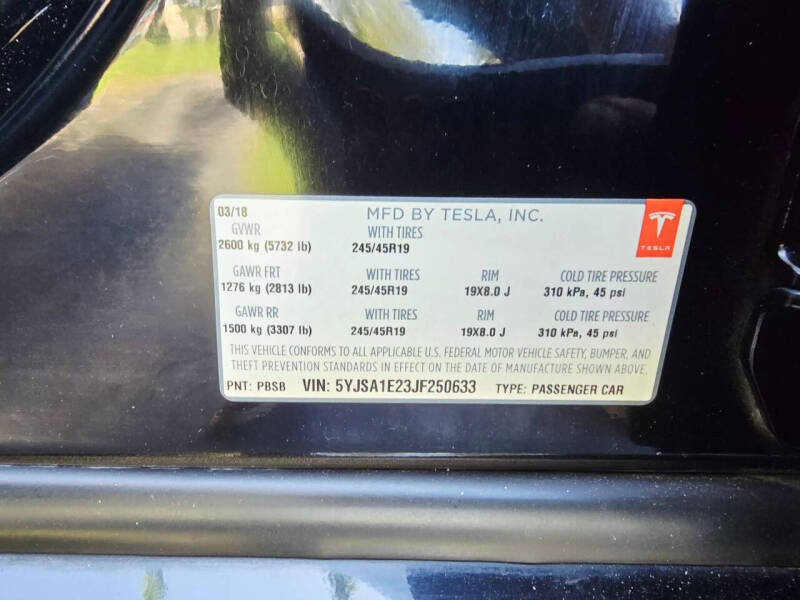 03/18 MFD BY TESLA, INC.
GVWR WITH TIRES
2600 kg (5732 lb) 245/45R19
TESLA
GAWR FRT WITH TIRES RIM COLD TIRE PRESSURE
1276 kg (2813 lb) 245/45R19 19X8.0 J 310 kPa, 45 psi
GAWR RR WITH TIRES RIM COLD TIRE PRESSURE
1500 kg (3307 lb) 245/45R19 19X8.0 J 310 kPa, 45 psi
THIS VEHICLE CONFORMS TO ALL APPLICABLE U.S. FEDERAL MOTOR VEHICLE SAFETY, BUMPER, AND
THEFT PREVENTION STANDARDS IN EFFECT ON THE DATE OF MANUFACTURE SHOWN ABOVE.
PNT: PBSB VIN: 5YJSA1E23JF250633 TYPE: PASSENGER CAR